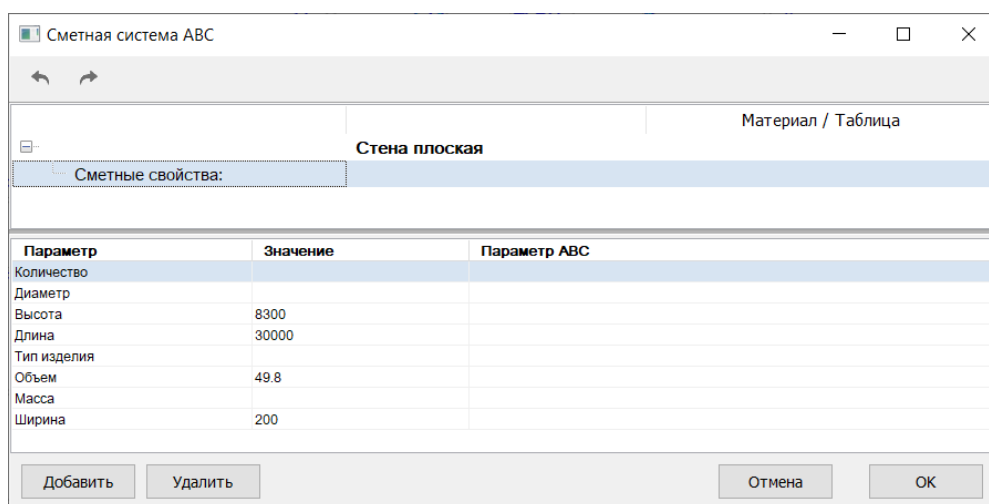 Сметная система АВС
Материал / Таблица
Стена плоская
Сметные свойства:
Параметр Значение Параметр АВС
Количество
Диаметр
Высота 8300
Длина 30000
Тип изделия
Объем 49.8
Масса
Ширина 200
Добавить Удалить Отмена ОК